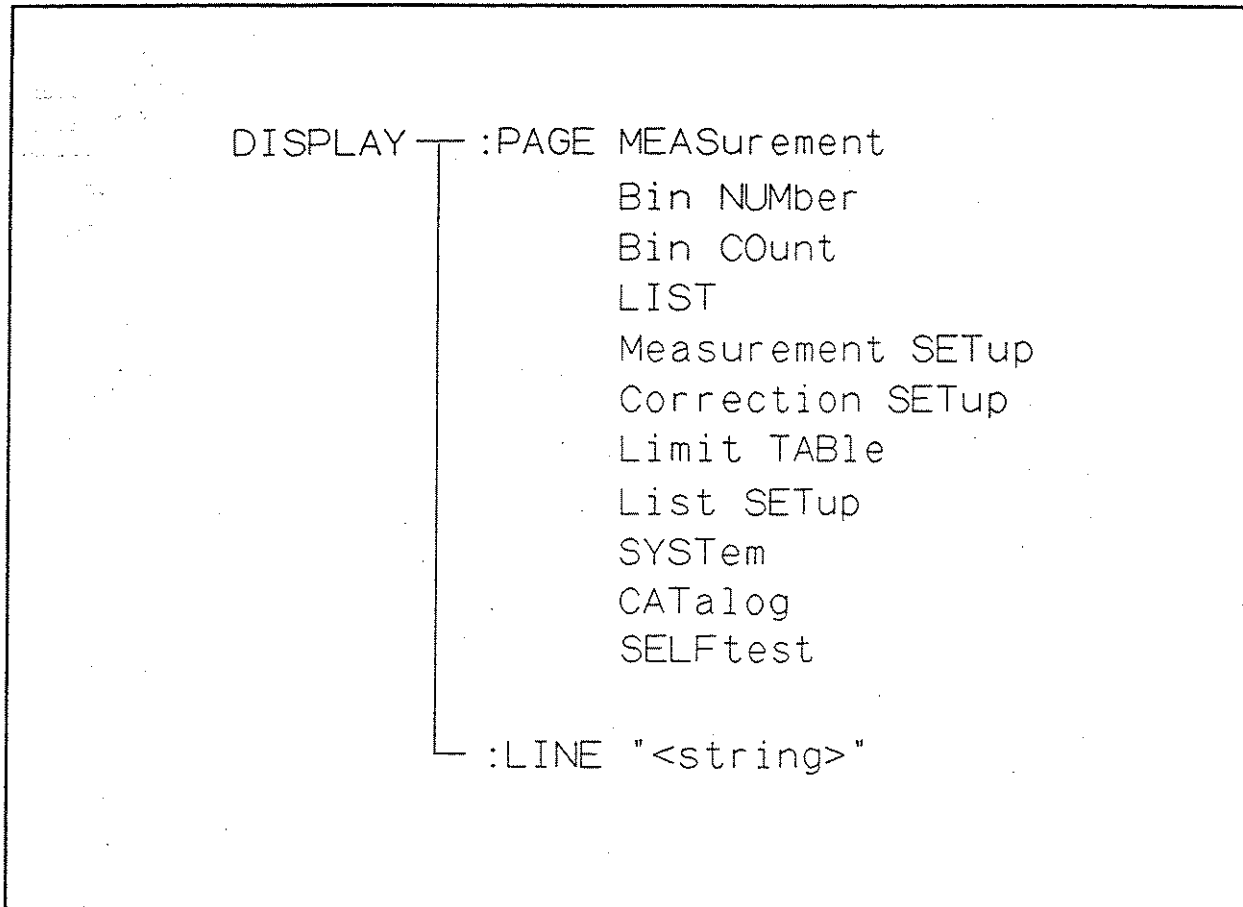 DISPLAY :PAGE MEASurement
Bin NUMber
Bin COunt
LIST
Measurement SETup
Correction SETup
Limit TABle
List SETup
SYSTem
CATalog
SELFtest
:LINE "<string>"